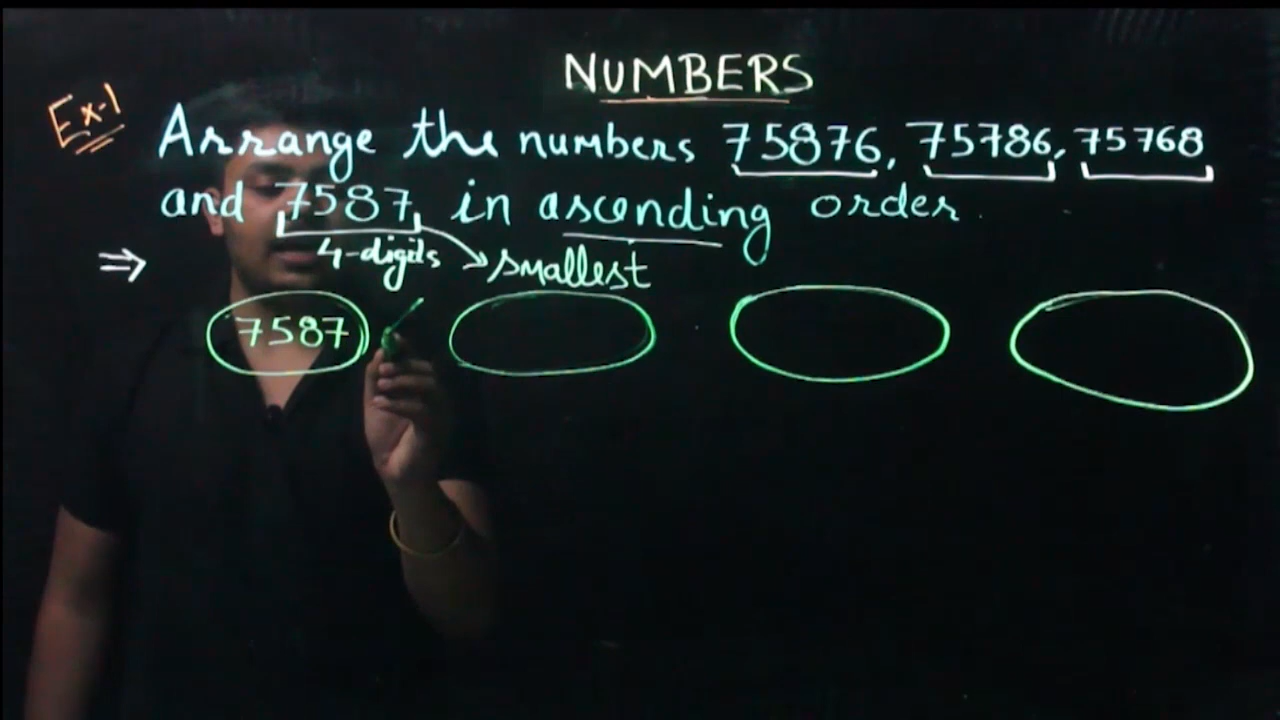 NUMBERS
Ex-1
Arrange the numbers 75876, 75786, 75768
and 7587, in ascending order.
⇒ 4-digits → smallest
7587